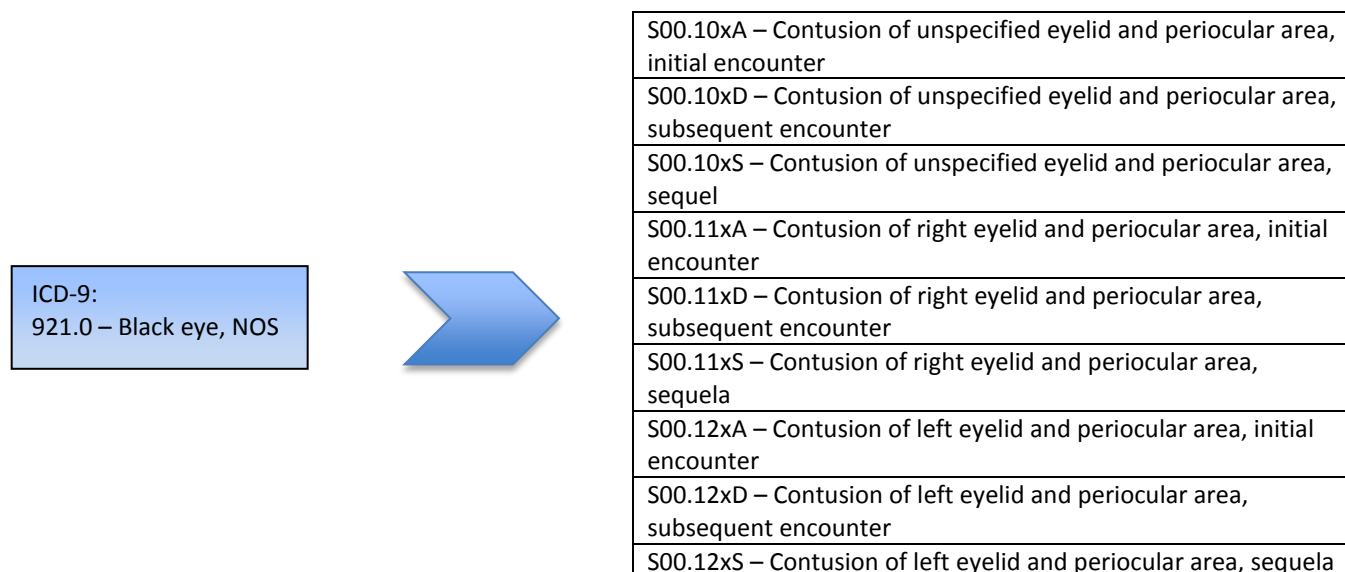 ICD-9:
921.0 – Black eye, NOS
S00.10xA – Contusion of unspecified eyelid and periocular area,
initial encounter
S00.10xD – Contusion of unspecified eyelid and periocular area,
subsequent encounter
S00.10xS – Contusion of unspecified eyelid and periocular area,
sequel
S00.11xA – Contusion of right eyelid and periocular area, initial
encounter
S00.11xD – Contusion of right eyelid and periocular area,
subsequent encounter
S00.11xS – Contusion of right eyelid and periocular area,
sequela
S00.12xA – Contusion of left eyelid and periocular area, initial
encounter
S00.12xD – Contusion of left eyelid and periocular area,
subsequent encounter
S00.12xS – Contusion of left eyelid and periocular area, sequela